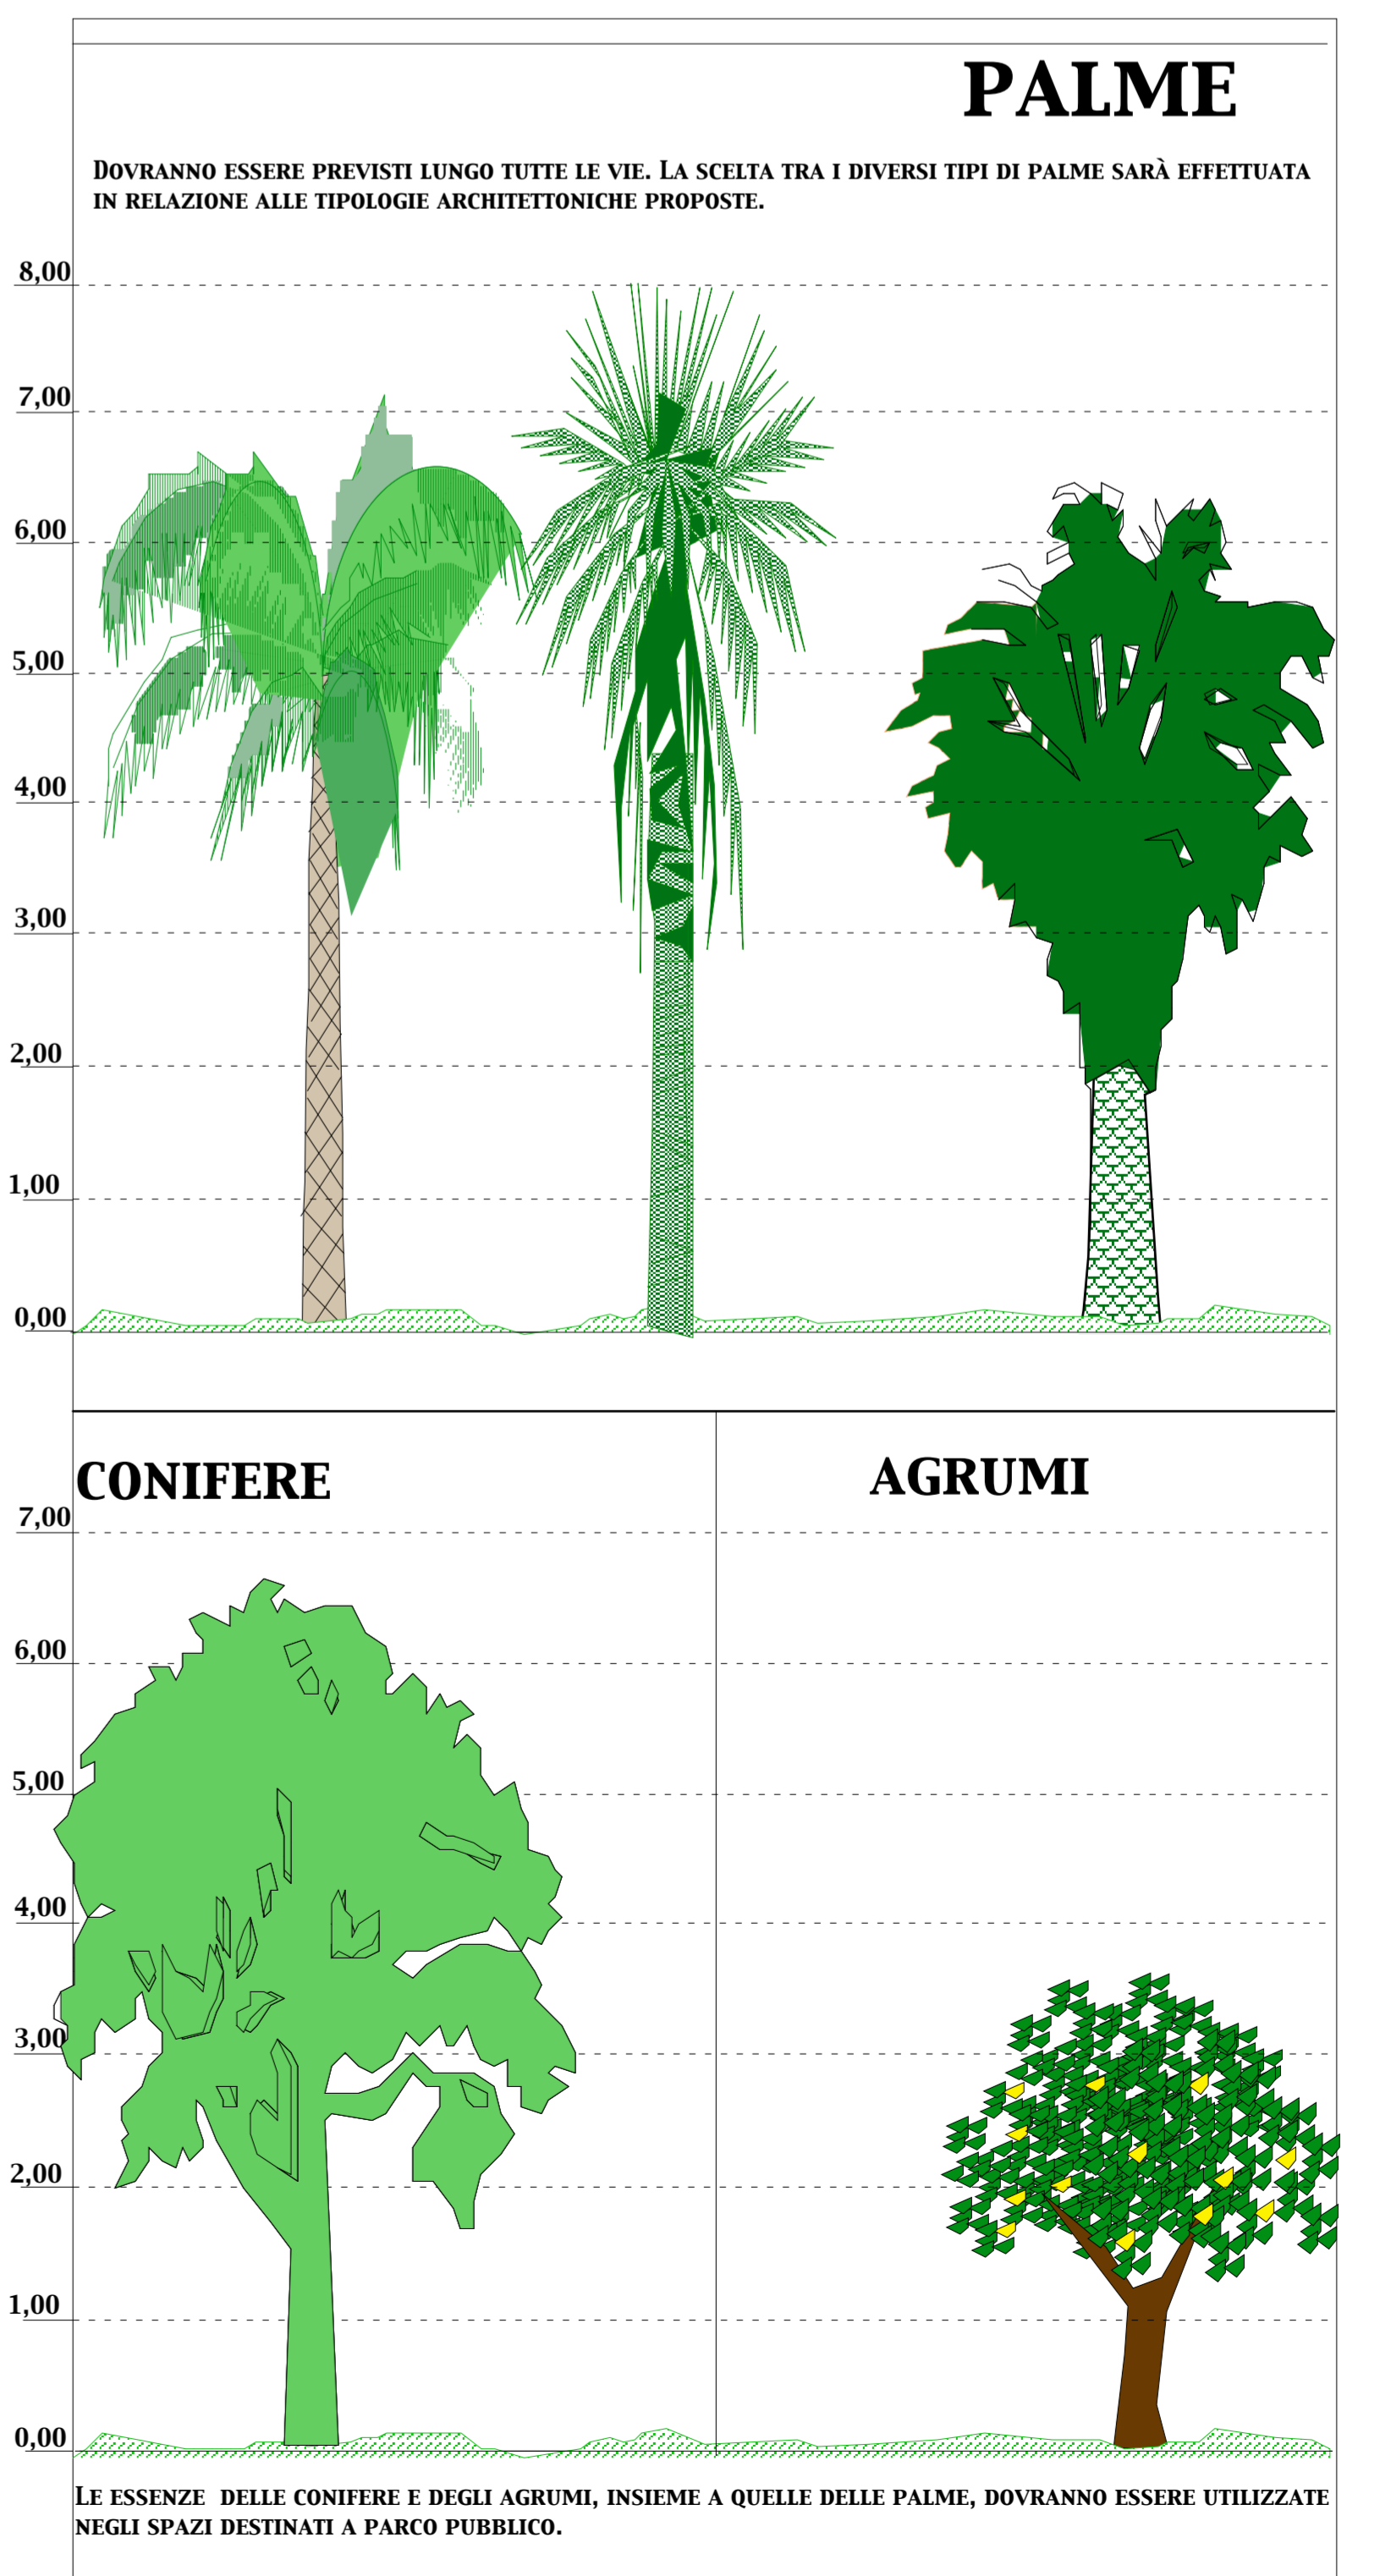 PALME
DOVRANNO ESSERE PREVISTI LUNGO TUTTE LE VIE. LA SCELTA TRA I DIVERSI TIPI DI PALME SARÀ EFFETTUATA
IN RELAZIONE ALLE TIPOLOGIE ARCHITETTONICHE PROPOSTE.
8,00
7,00
6,00
5,00
4,00
3,00
2,00
1,00
0,00
CONIFERE
AGRUMI
7,00
6,00
5,00
4,00
3,00
2,00
1,00
0,00
LE ESSENZE DELLE CONIFERE E DEGLI AGRUMI, INSIEME A QUELLE DELLE PALME, DOVRANNO ESSERE UTILIZZATE
NEGLI SPAZI DESTINATI A PARCO PUBBLICO.